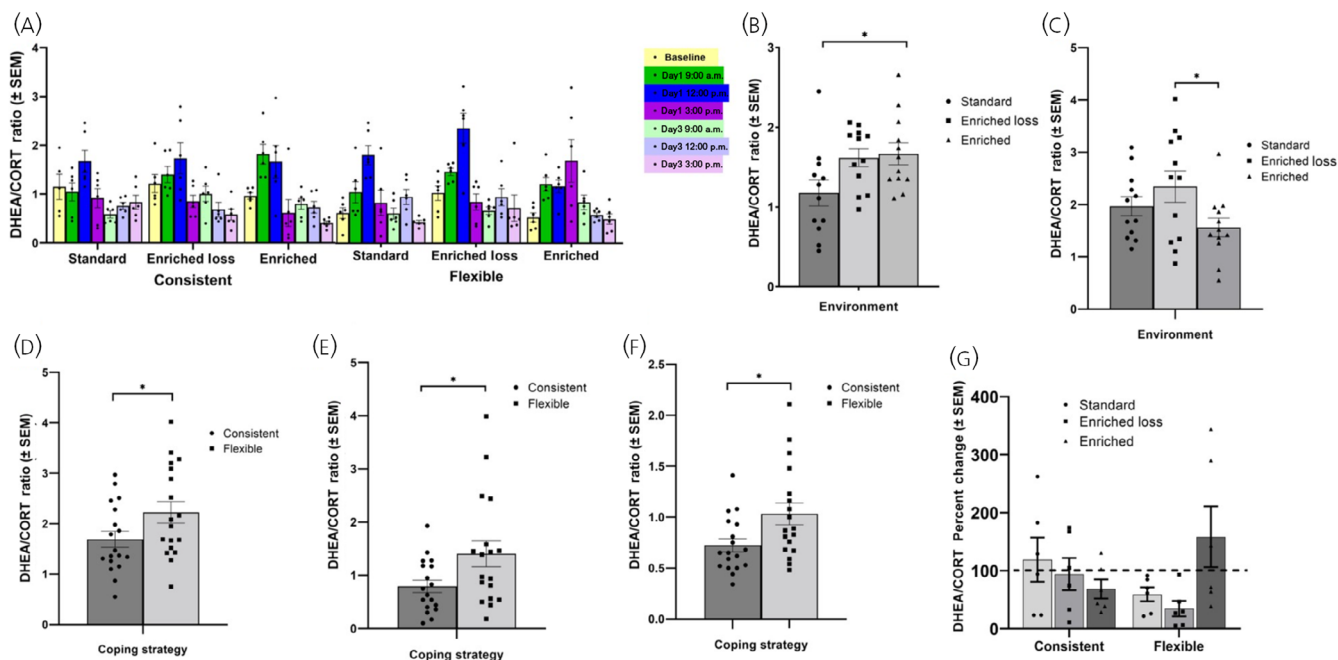 (A)
DHEA/CORT ratio (± SEM)
4
3
2
1
0
Standard Enriched loss Enriched Standard Enriched loss Enriched
Consistent Flexible
Baseline
Day1 9:00 a.m.
Day1 12:00 p.m
Day1 3:00 p.m.
Day3 9:00 a.m.
Day3 12:00 p.m.
Day3 3:00 p.m.
(B)
DHEA/CORT ratio (± SEM)
3
2
1
0
*
Environment
Standard
Enriched loss
Enriched
(C)
DHEA/CORT ratio (± SEM)
5
4
3
2
1
0
*
Environment
Standard
Enriched loss
Enriched
(D)
DHEA/CORT ratio (± SEM)
5
4
3
2
1
0
*
Coping strategy
Consistent
Flexible
(E)
DHEA/CORT ratio (± SEM)
5
4
3
2
1
0
*
Coping strategy
Consistent
Flexible
(F)
DHEA/CORT ratio (± SEM)
2.5
2.0
1.5
1.0
0.5
0.0
*
Coping strategy
Consistent
Flexible
(G)
DHEA/CORT Percent change (± SEM)
400
300
200
100
0
Standard
Enriched loss
Enriched
Consistent Flexible